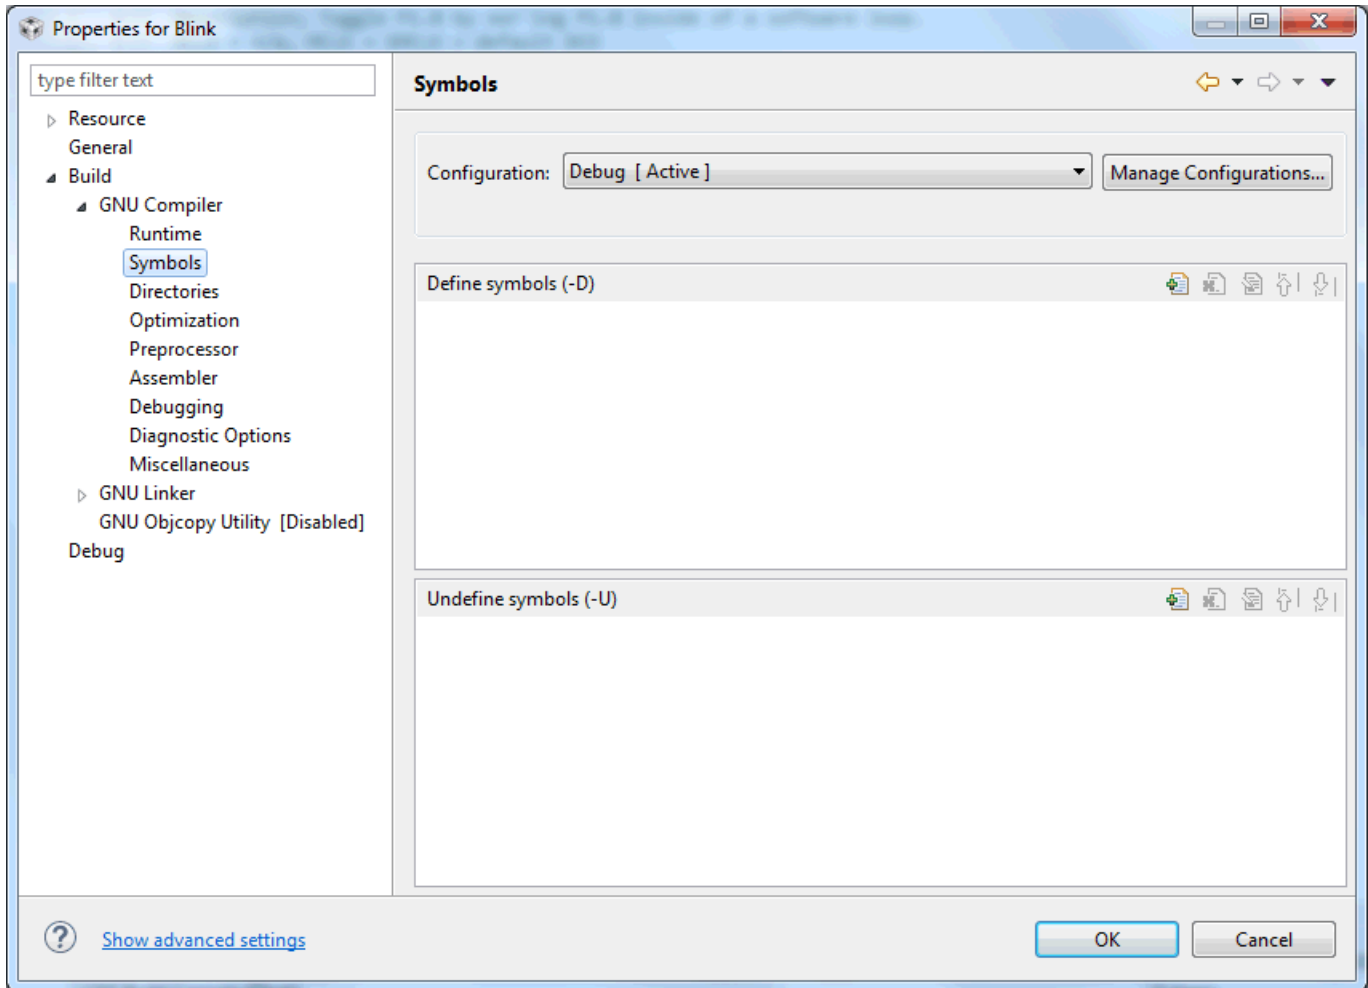 Properties for Blink
type filter text
Resource
General
Build
GNU Compiler
Runtime
Symbols
Directories
Optimization
Preprocessor
Assembler
Debugging
Diagnostic Options
Miscellaneous
GNU Linker
GNU Objcopy Utility [Disabled]
Debug
Symbols
Configuration: Debug [ Active ] Manage Configurations...
Define symbols (-D)
Undefine symbols (-U)
Show advanced settings
OK Cancel